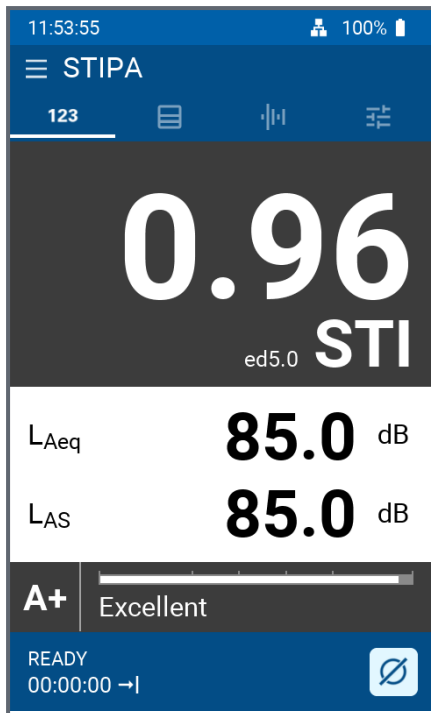 11:53:55 100%
STIPA
123
0.96
ed5.0 STI
LAeq 85.0 dB
LAS 85.0 dB
A+
Excellent
READY
00:00:00